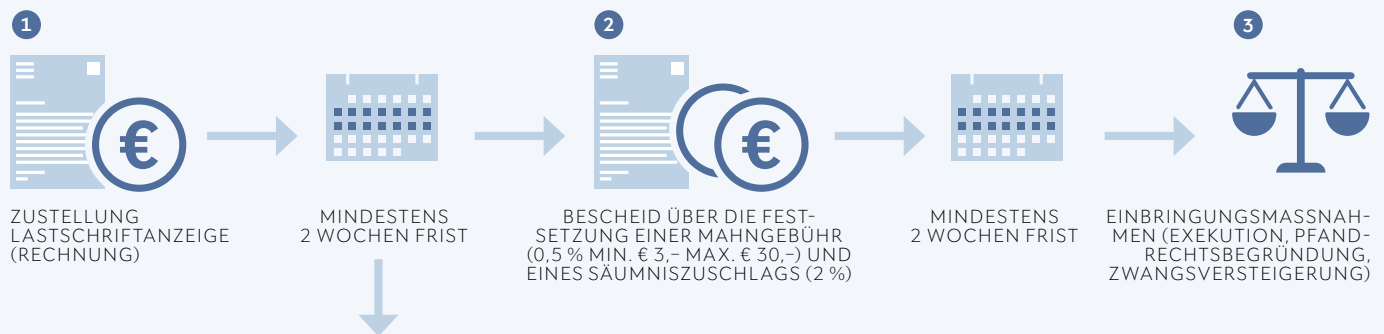 1
ZUSTELLUNG
LASTSCHRIFTANZEIGE
(RECHNUNG)
€
MINDESTENS
2 WOCHEN FRIST
2
€
BESCHEID ÜBER DIE FEST-
SETZUNG EINER MAHNGEBÜHR
(0,5 % MIN. € 3,– MAX. € 30,–) UND
EINES SÄUMNISZUSCHLAGS (2 %)
MINDESTENS
2 WOCHEN FRIST
3
EINBRINGUNGSMASSNAH-
MEN (EXEKUTION, PFAND-
RECHTSBEGRÜNDUNG,
ZWANGSVERSTEIGERUNG)